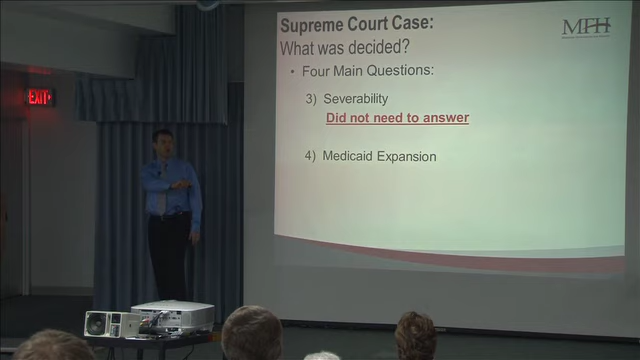 Supreme Court Case:
MPH
What was decided?
• Four Main Questions:
3) Severability
Did not need to answer
4) Medicaid Expansion
EXIT